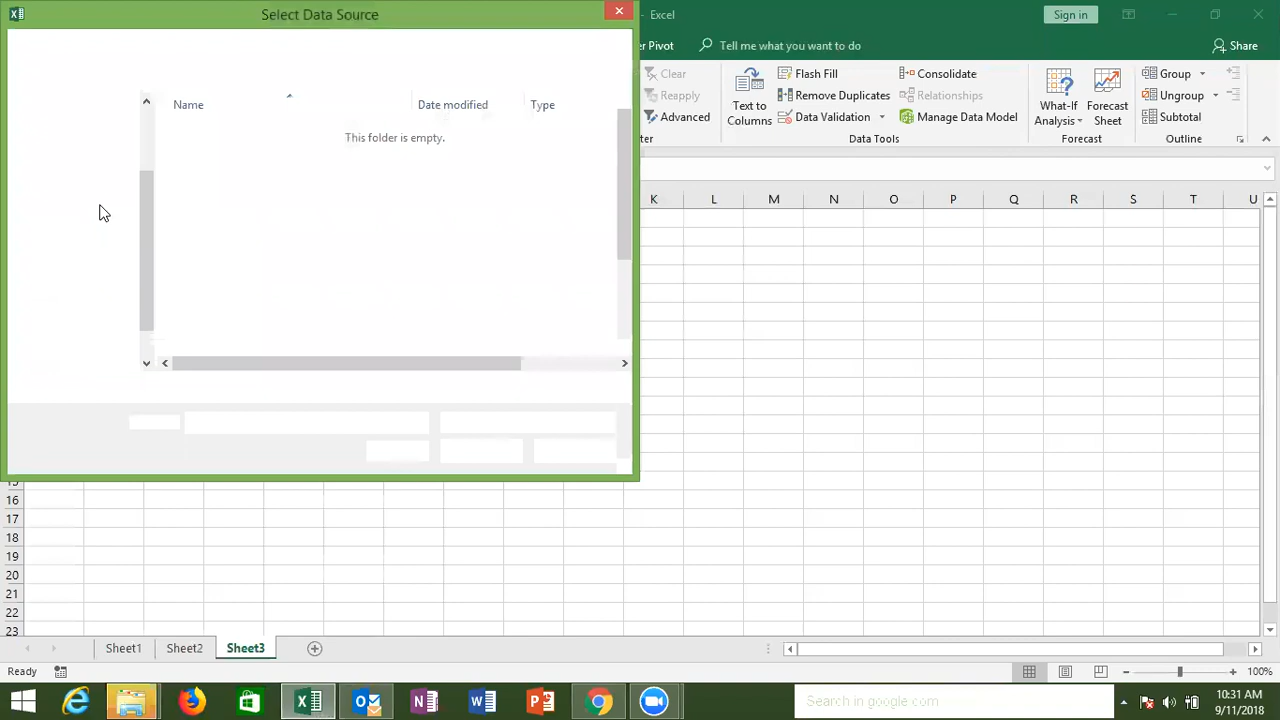 Select Data Source
- Excel
Sign in
er Pivot
Tell me what you want to do
Share
Name
Date modified
Type
This folder is empty.
Clear
Reapply
Advanced
ter
Text to
Columns
Flash Fill
Remove Duplicates
Data Validation
Consolidate
Relationships
Manage Data Model
Data Tools
What-If
Analysis
Forecast
Sheet
Forecast
Group
Ungroup
Subtotal
Outline
K L M N O P Q R S T U
15
16
17
18
19
20
21
22
23
Sheet1
Sheet2
Sheet3
Ready
100%
Search in google.com
10:31 AM
9/11/2018